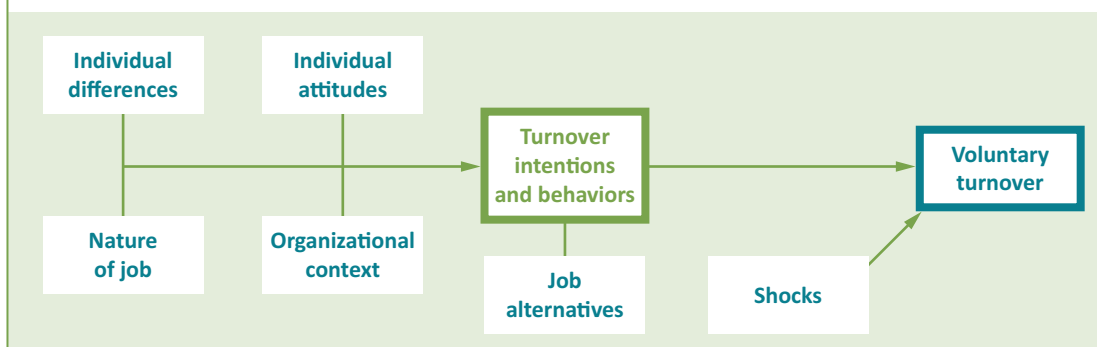 Individual
differences
Individual
attitudes
Turnover
intentions
and behaviors
Voluntary
turnover
Nature
of job
Organizational
context
Job
alternatives
Shocks